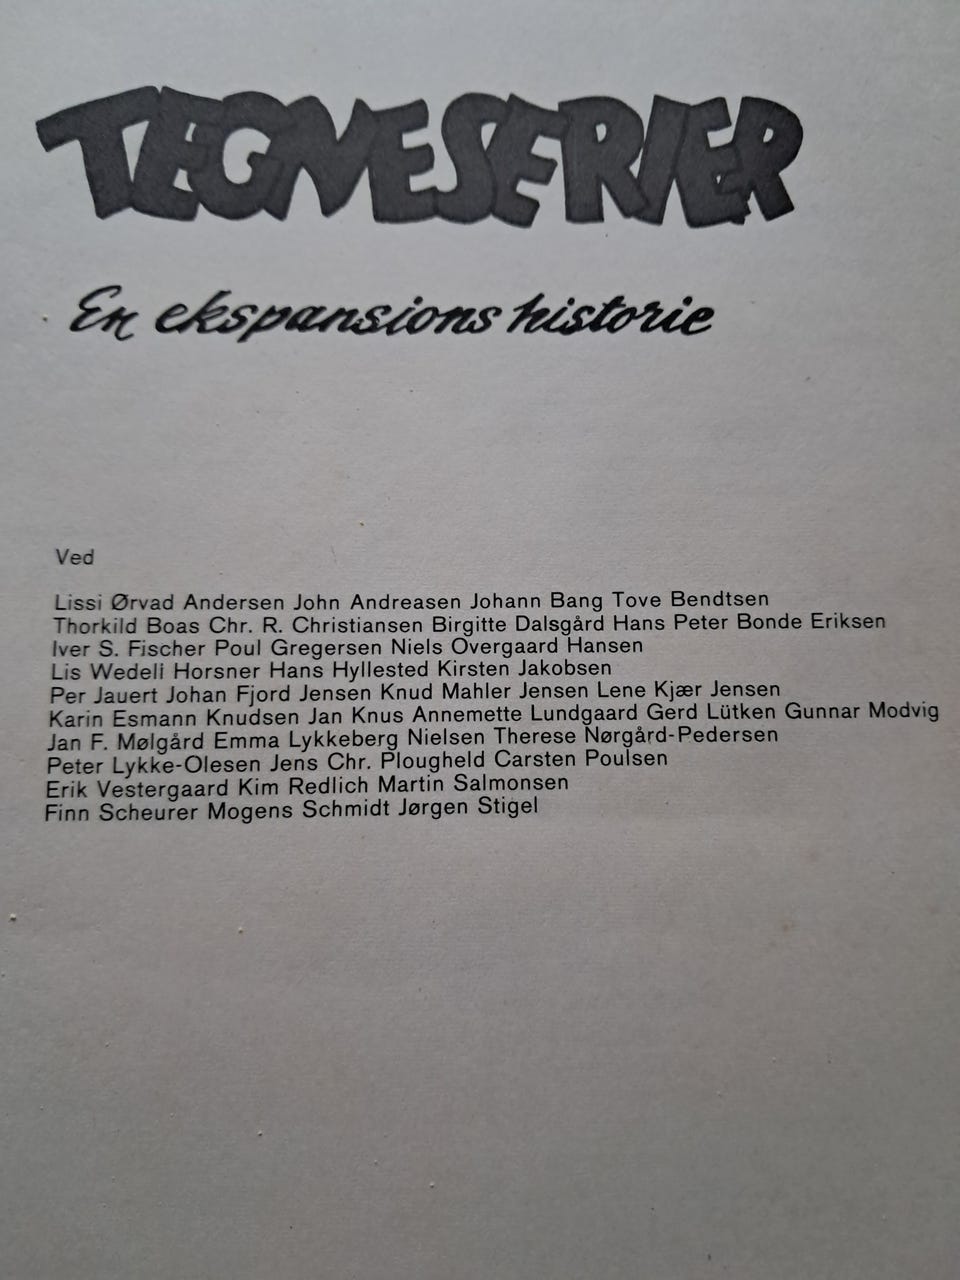 TEGNESERIER
En ekspansions historie
Ved
Lissi Ørvad Andersen John Andreasen Johann Bang Tove Bendtsen
Thorkild Boas Chr. R. Christiansen Birgitte Dalsgård Hans Peter Bonde Eriksen
Iver S. Fischer Poul Gregersen Niels Overgaard Hansen
Lis Wedell Horsner Hans Hyllested Kirsten Jakobsen
Per Jauert Johan Fjord Jensen Knud Mahler Jensen Lene Kjær Jensen
Karin Esmann Knudsen Jan Knus Annemette Lundgaard Gerd Lütken Gunnar Modvig
Jan F. Mølgård Emma Lykkeberg Nielsen Therese Nørgård-Pedersen
Peter Lykke-Olesen Jens Chr. Plougheld Carsten Poulsen
Erik Vestergaard Kim Redlich Martin Salmonsen
Finn Scheurer Mogens Schmidt Jørgen Stigel